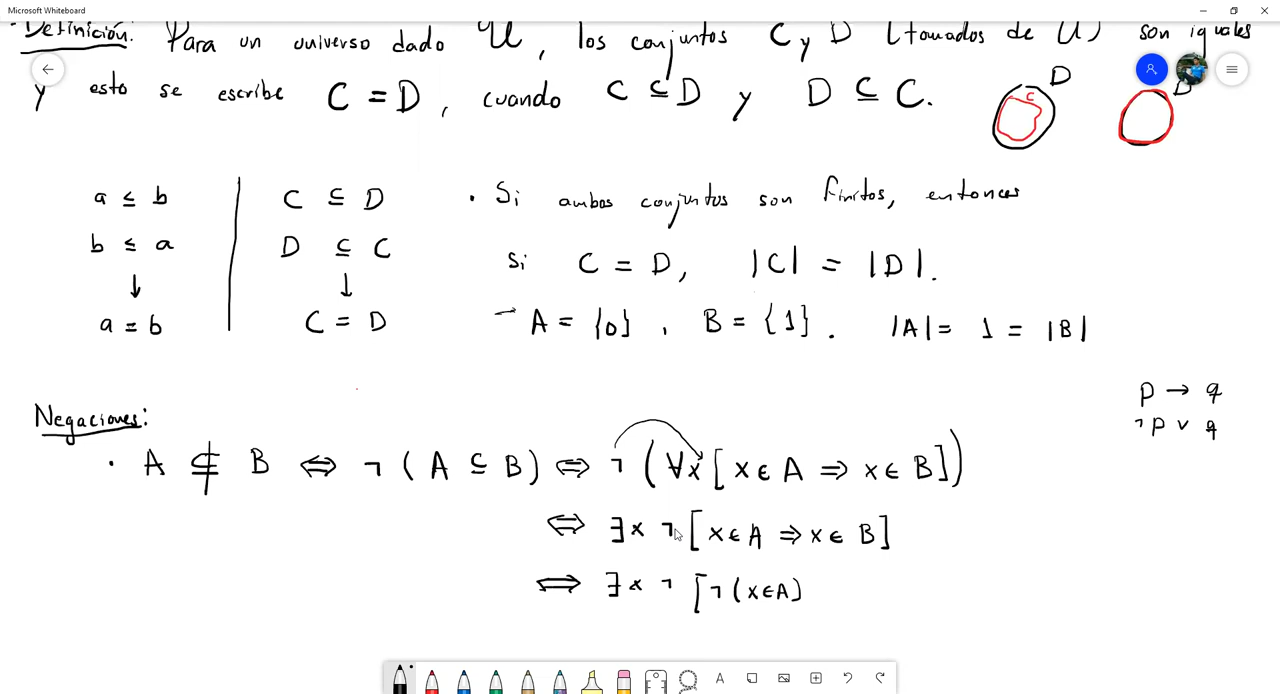 Microsoft Whiteboard
· Definición: Para un universo dado 𝒰, los conjuntos C y D (tomados de U) son iguales
y esto se escribe C = D, cuando C ⊆ D y D ⊆ C.
D
C
D
a ≤ b
b ≤ a
↓
a = b
C ⊆ D
D ⊆ C
↓
C = D
· Si ambos conjuntos son finitos, entonces
Si C = D, |C| = |D|.
→ A = {0}, B = {1}. |A| = 1 = |B|
p → q
¬p ∨ q
Negaciones:
· A ⊈ B ⟺ ¬(A ⊆ B) ⟺ ¬(∀x[x ∈ A ⇒ x ∈ B])
⟺ ∃x ¬[x ∈ A ⇒ x ∈ B]
⟺ ∃x ¬[¬(x ∈ A)
A